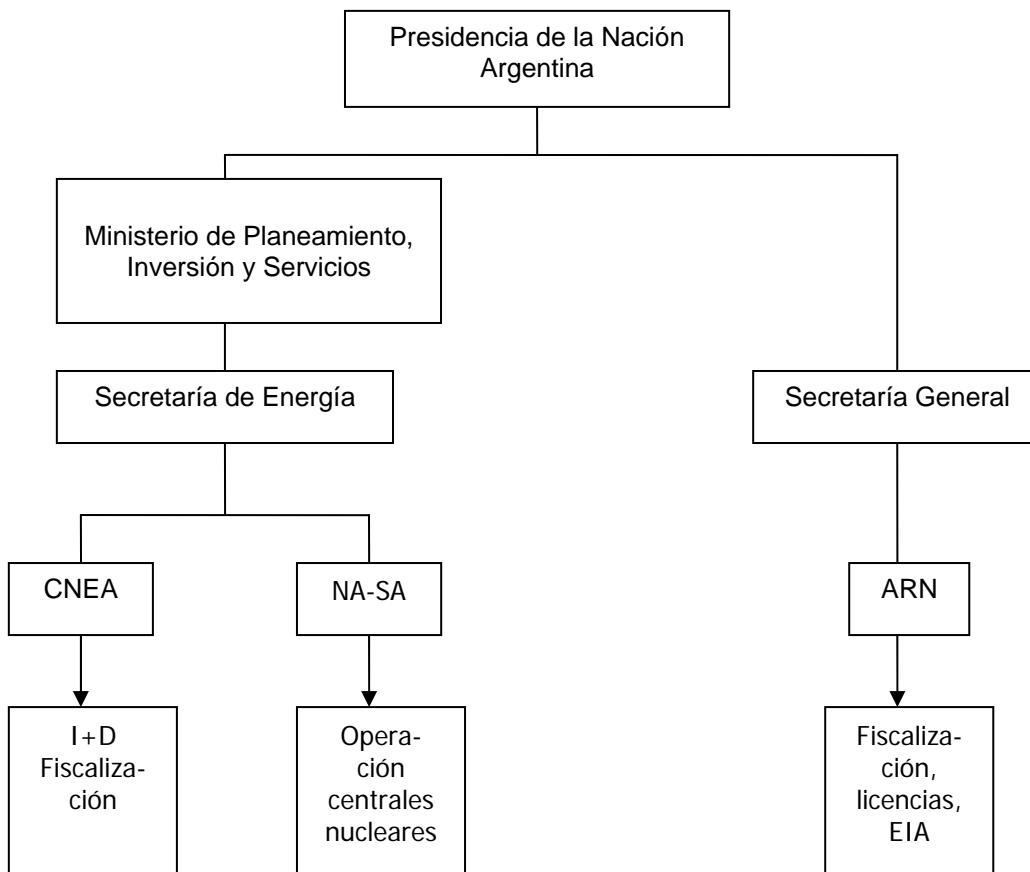 Presidencia de la Nación
Argentina
Ministerio de Planeamiento,
Inversión y Servicios
Secretaría de Energía
Secretaría General
CNEA
NA-SA
ARN
I+D
Fiscaliza-
ción
Opera-
ción
centrales
nucleares
Fiscaliza-
ción,
licencias,
EIA